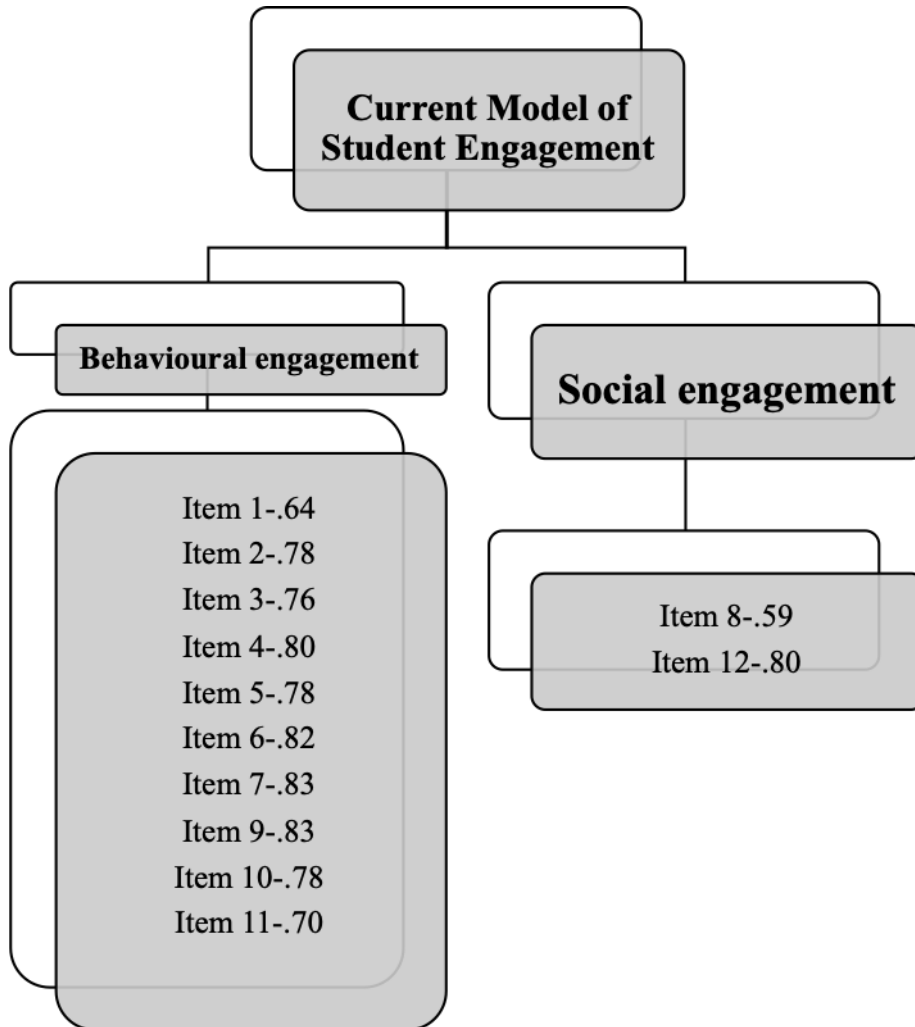 Current Model of
Student Engagement
Behavioural engagement
Item 1-.64
Item 2-.78
Item 3-.76
Item 4-.80
Item 5-.78
Item 6-.82
Item 7-.83
Item 9-.83
Item 10-.78
Item 11-.70
Social engagement
Item 8-.59
Item 12-.80